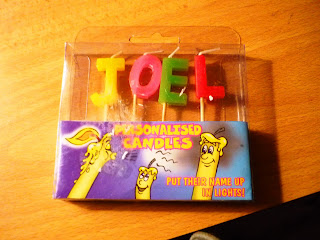 JOEL
PERSONALISED
CANDLES
PUT THEIR NAME UP
IN LIGHTS!